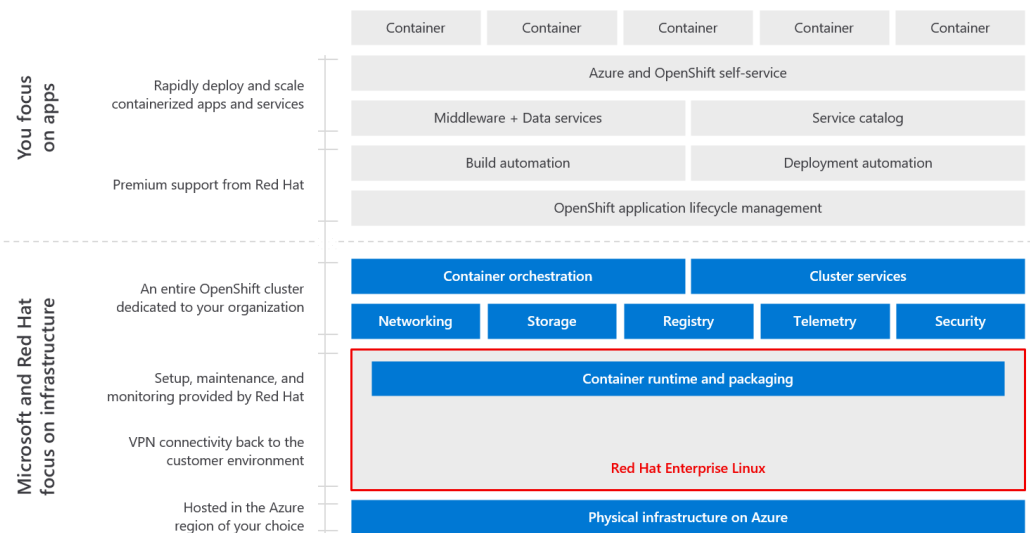 Container
Container
Container
Container
Container
You focus
on apps
Rapidly deploy and scale
containerized apps and services
Azure and OpenShift self-service
Middleware + Data services
Service catalog
Premium support from Red Hat
Build automation
Deployment automation
OpenShift application lifecycle management
Microsoft and Red Hat
focus on infrastructure
An entire OpenShift cluster
dedicated to your organization
Container orchestration
Cluster services
Networking
Storage
Registry
Telemetry
Security
Setup, maintenance, and
monitoring provided by Red Hat
Container runtime and packaging
VPN connectivity back to the
customer environment
Red Hat Enterprise Linux
Hosted in the Azure
region of your choice
Physical infrastructure on Azure